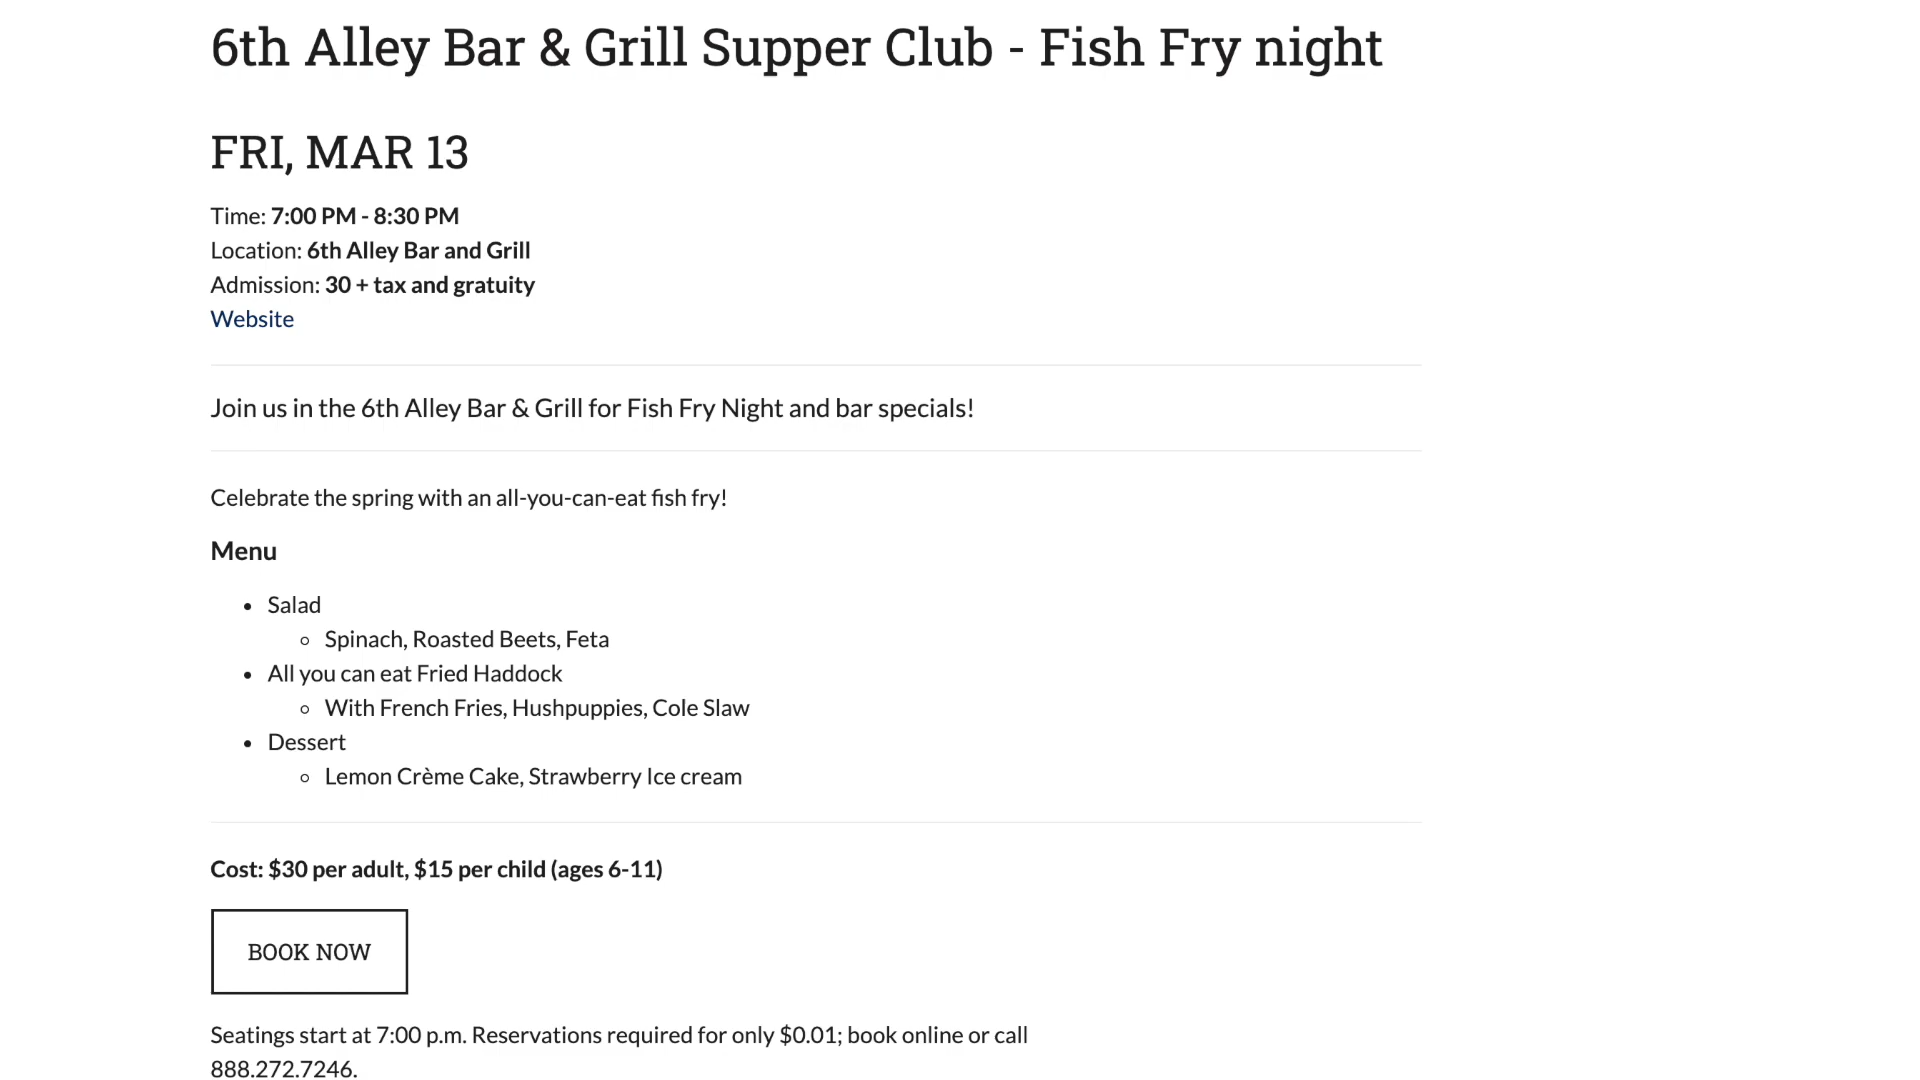 6th Alley Bar & Grill Supper Club - Fish Fry night
FRI, MAR 13
Time: 7:00 PM - 8:30 PM
Location: 6th Alley Bar and Grill
Admission: 30 + tax and gratuity
Website
Join us in the 6th Alley Bar & Grill for Fish Fry Night and bar specials!
Celebrate the spring with an all-you-can-eat fish fry!
Menu
Salad
Spinach, Roasted Beets, Feta
All you can eat Fried Haddock
With French Fries, Hushpuppies, Cole Slaw
Dessert
Lemon Crème Cake, Strawberry Ice cream
Cost: $30 per adult, $15 per child (ages 6-11)
BOOK NOW
Seatings start at 7:00 p.m. Reservations required for only $0.01; book online or call
888.272.7246.